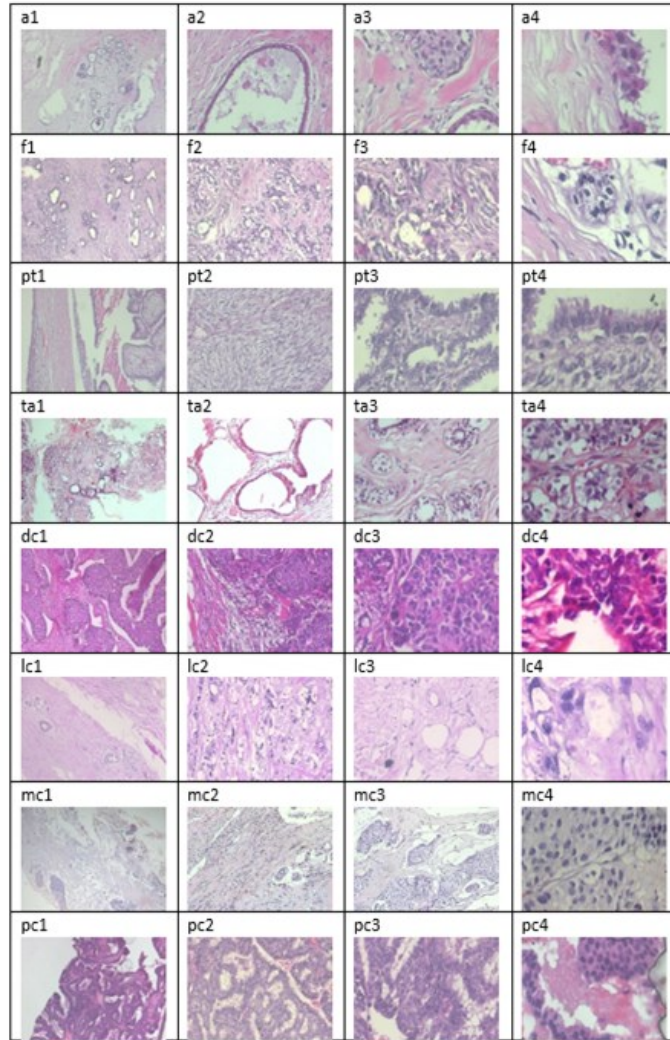 a1 a2 a3 a4
f1 f2 f3 f4
pt1 pt2 pt3 pt4
ta1 ta2 ta3 ta4
dc1 dc2 dc3 dc4
lc1 lc2 lc3 lc4
mc1 mc2 mc3 mc4
pc1 pc2 pc3 pc4